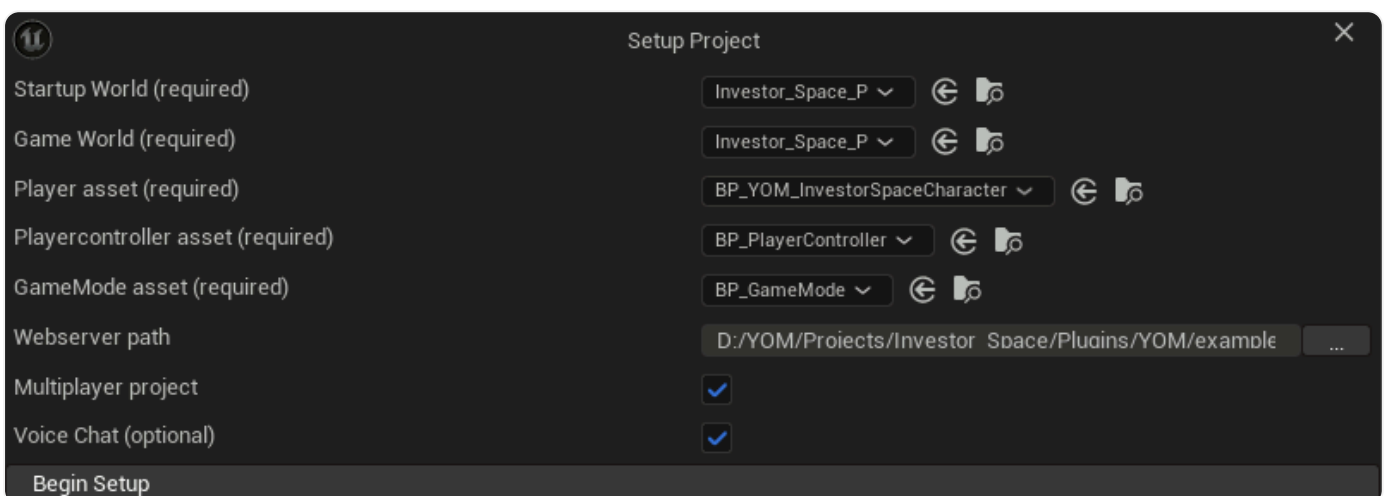 Setup Project
Startup World (required) Investor_Space_P
Game World (required) Investor_Space_P
Player asset (required) BP_YOM_InvestorSpaceCharacter
Playercontroller asset (required) BP_PlayerController
GameMode asset (required) BP_GameMode
Webserver path D:/YOM/Projects/Investor_Space/Plugins/YOM/example ...
Multiplayer project
Voice Chat (optional)
Begin Setup